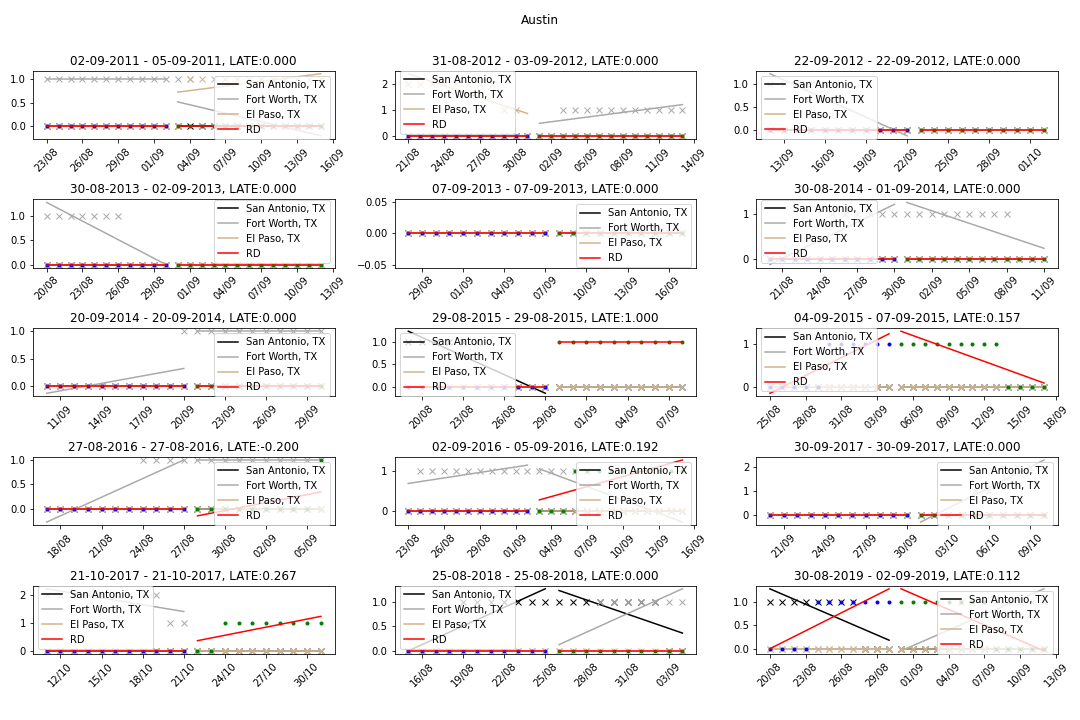 Austin
02-09-2011 - 05-09-2011, LATE:0.000
1.0
0.5
0.0
San Antonio, TX
Fort Worth, TX
El Paso, TX
RD
23/08 26/08 29/08 01/09 04/09 07/09 10/09 13/09 16/09
31-08-2012 - 03-09-2012, LATE:0.000
2
1
0
San Antonio, TX
Fort Worth, TX
El Paso, TX
RD
21/08 24/08 27/08 30/08 02/09 05/09 08/09 11/09 14/09
22-09-2012 - 22-09-2012, LATE:0.000
1.0
0.5
0.0
San Antonio, TX
Fort Worth, TX
El Paso, TX
RD
13/09 16/09 19/09 22/09 25/09 28/09 01/10
30-08-2013 - 02-09-2013, LATE:0.000
1.0
0.5
0.0
San Antonio, TX
Fort Worth, TX
El Paso, TX
RD
20/08 23/08 26/08 29/08 01/09 04/09 07/09 10/09 13/09
07-09-2013 - 07-09-2013, LATE:0.000
0.05
0.00
−0.05
San Antonio, TX
Fort Worth, TX
El Paso, TX
RD
29/08 01/09 04/09 07/09 10/09 13/09 16/09
30-08-2014 - 01-09-2014, LATE:0.000
1
0
San Antonio, TX
Fort Worth, TX
El Paso, TX
RD
21/08 24/08 27/08 30/08 02/09 05/09 08/09 11/09
20-09-2014 - 20-09-2014, LATE:0.000
1.0
0.5
0.0
San Antonio, TX
Fort Worth, TX
El Paso, TX
RD
11/09 14/09 17/09 20/09 23/09 26/09 29/09
29-08-2015 - 29-08-2015, LATE:1.000
1.0
0.5
0.0
San Antonio, TX
Fort Worth, TX
El Paso, TX
RD
20/08 23/08 26/08 29/08 01/09 04/09 07/09
04-09-2015 - 07-09-2015, LATE:0.157
1
0
San Antonio, TX
Fort Worth, TX
El Paso, TX
RD
25/08 28/08 31/08 03/09 06/09 09/09 12/09 15/09 18/09
27-08-2016 - 27-08-2016, LATE:-0.200
1.0
0.5
0.0
San Antonio, TX
Fort Worth, TX
El Paso, TX
RD
18/08 21/08 24/08 27/08 30/08 02/09 05/09
02-09-2016 - 05-09-2016, LATE:0.192
1
0
San Antonio, TX
Fort Worth, TX
El Paso, TX
RD
23/08 26/08 29/08 01/09 04/09 07/09 10/09 13/09 16/09
30-09-2017 - 30-09-2017, LATE:0.000
2
1
0
San Antonio, TX
Fort Worth, TX
El Paso, TX
RD
21/09 24/09 27/09 30/09 03/10 06/10 09/10
21-10-2017 - 21-10-2017, LATE:0.267
2
1
0
San Antonio, TX
Fort Worth, TX
El Paso, TX
RD
12/10 15/10 18/10 21/10 24/10 27/10 30/10
25-08-2018 - 25-08-2018, LATE:0.000
1.0
0.5
0.0
San Antonio, TX
Fort Worth, TX
El Paso, TX
RD
16/08 19/08 22/08 25/08 28/08 31/08 03/09
30-08-2019 - 02-09-2019, LATE:0.112
1.0
0.5
0.0
San Antonio, TX
Fort Worth, TX
El Paso, TX
RD
20/08 23/08 26/08 29/08 01/09 04/09 07/09 10/09 13/09